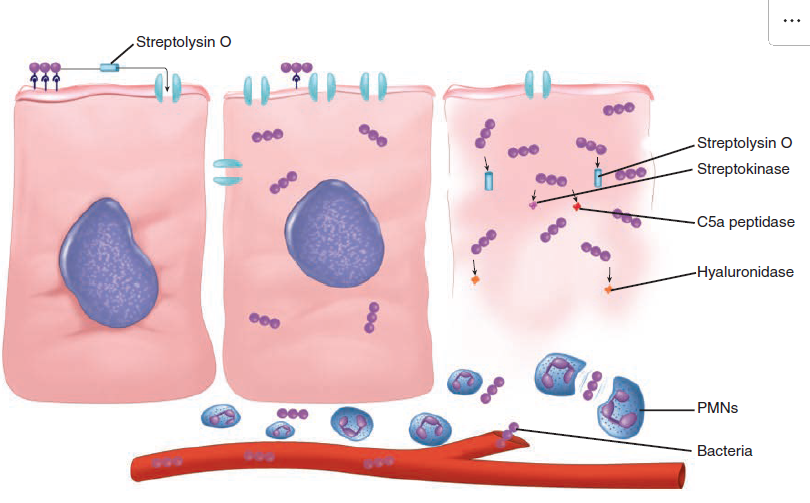 Streptolysin O
Streptolysin O
Streptokinase
C5a peptidase
Hyaluronidase
PMNs
Bacteria